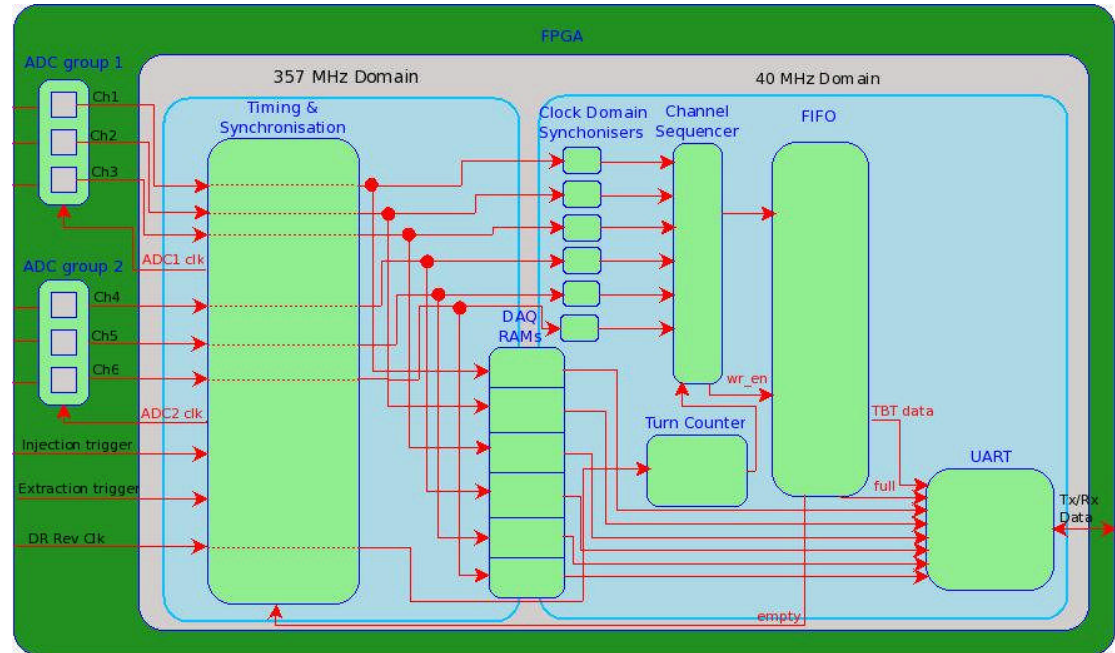 FPGA
ADC group 1
357 MHz Domain
40 MHz Domain
Ch1
Ch2
Ch3
Timing &
Synchronisation
Clock Domain
Synchonisers
Channel
Sequencer
FIFO
ADC1 clk
ADC group 2
Ch4
Ch5
Ch6
DAQ
RAMs
wr_en
ADC2 clk
TBT data
Turn Counter
Injection trigger
UART
Extraction trigger
full
Tx/Rx
Data
DR Rev Clk
empty